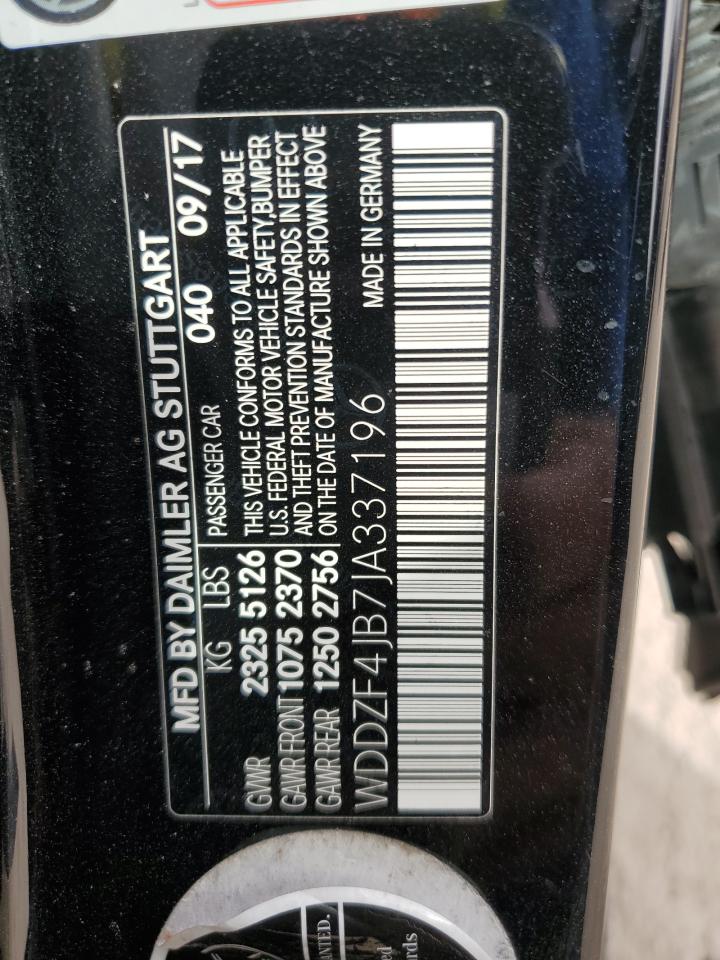 MFD BY DAIMLER AG STUTTGART
040 09/17
KG LBS PASSENGER CAR
GVWR 2325 5126 THIS VEHICLE CONFORMS TO ALL APPLICABLE
U.S. FEDERAL MOTOR VEHICLE SAFETY,BUMPER
GAWR FRONT 1075 2370 AND THEFT PREVENTION STANDARDS IN EFFECT
GAWR REAR 1250 2756 ON THE DATE OF MANUFACTURE SHOWN ABOVE
WDDZF4JB7JA337196 MADE IN GERMANY